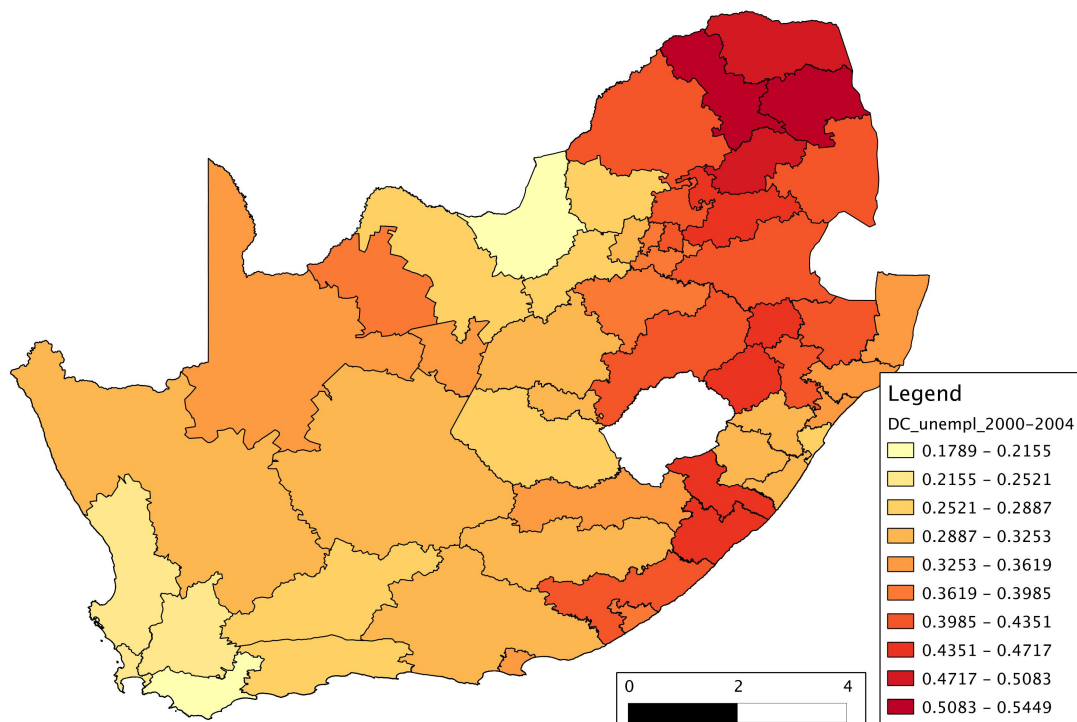 Legend
DC_unempl_2000-2004
0.1789 - 0.2155
0.2155 - 0.2521
0.2521 - 0.2887
0.2887 - 0.3253
0.3253 - 0.3619
0.3619 - 0.3985
0.3985 - 0.4351
0.4351 - 0.4717
0.4717 - 0.5083
0.5083 - 0.5449
0 2 4